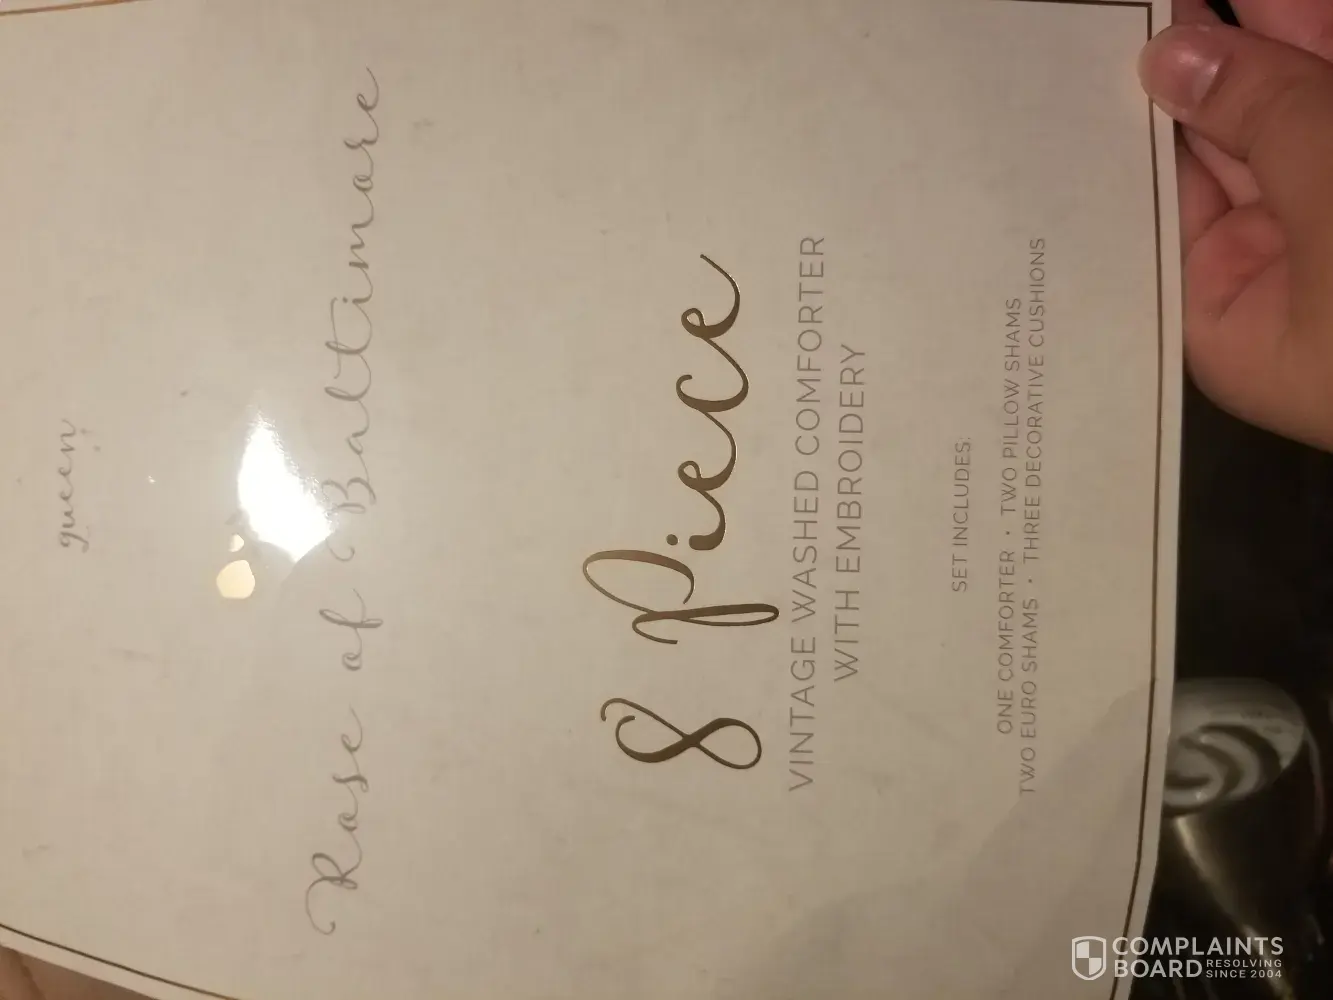 queen
Rose of Baltimore
8 Piece
VINTAGE WASHED COMFORTER
WITH EMBROIDERY
SET INCLUDES:
ONE COMFORTER • TWO PILLOW SHAMS
TWO EURO SHAMS • THREE DECORATIVE CUSHIONS
COMPLAINTS
BOARD RESOLVING
SINCE 2004